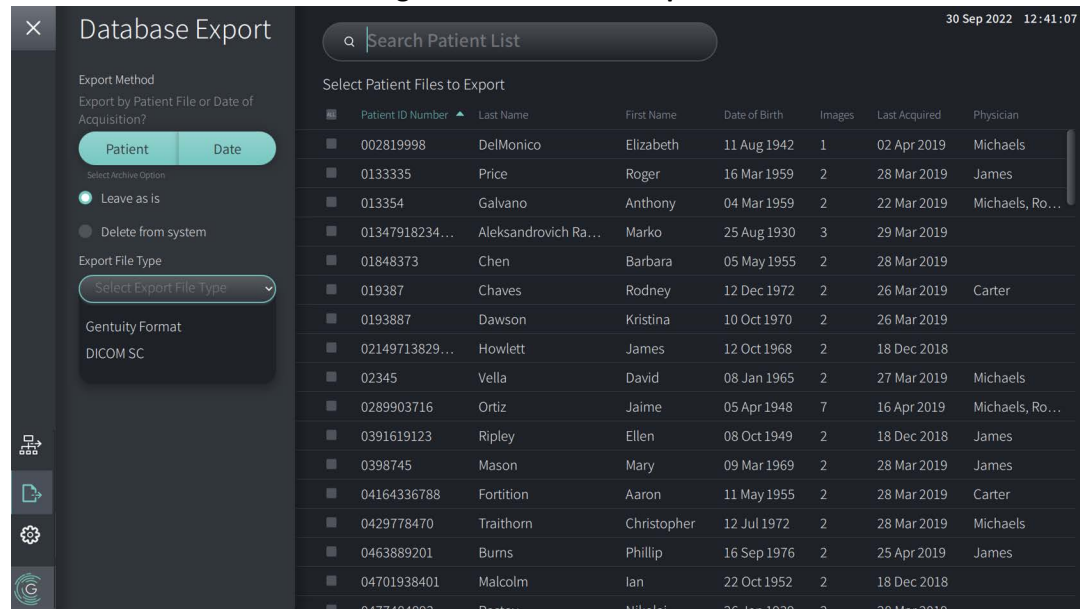 Database Export
Search Patient List
30 Sep 2022 12:41:07
Export Method
Export by Patient File or Date of
Acquisition?
Patient Date
Select Archive Option
Leave as is
Delete from system
Export File Type
Select Export File Type
Gentuity Format
DICOM SC
Select Patient Files to Export
ALL Patient ID Number Last Name First Name Date of Birth Images Last Acquired Physician
002819998 DelMonico Elizabeth 11 Aug 1942 1 02 Apr 2019 Michaels
0133335 Price Roger 16 Mar 1959 2 28 Mar 2019 James
013354 Galvano Anthony 04 Mar 1959 2 22 Mar 2019 Michaels, Ro...
01347918234... Aleksandrovich Ra... Marko 25 Aug 1930 3 29 Mar 2019
01848373 Chen Barbara 05 May 1955 2 28 Mar 2019
019387 Chaves Rodney 12 Dec 1972 2 26 Mar 2019 Carter
0193887 Dawson Kristina 10 Oct 1970 2 26 Mar 2019
02149713829... Howlett James 12 Oct 1968 2 18 Dec 2018
02345 Vella David 08 Jan 1965 2 27 Mar 2019 Michaels
0289903716 Ortiz Jaime 05 Apr 1948 7 16 Apr 2019 Michaels, Ro...
0391619123 Ripley Ellen 08 Oct 1949 2 18 Dec 2018 James
0398745 Mason Mary 09 Mar 1969 2 28 Mar 2019 James
04164336788 Fortition Aaron 11 May 1955 2 28 Mar 2019 Carter
0429778470 Traithorn Christopher 12 Jul 1972 2 28 Mar 2019 Michaels
0463889201 Burns Phillip 16 Sep 1976 2 25 Apr 2019 James
04701938401 Malcolm Ian 22 Oct 1952 2 18 Dec 2018
G